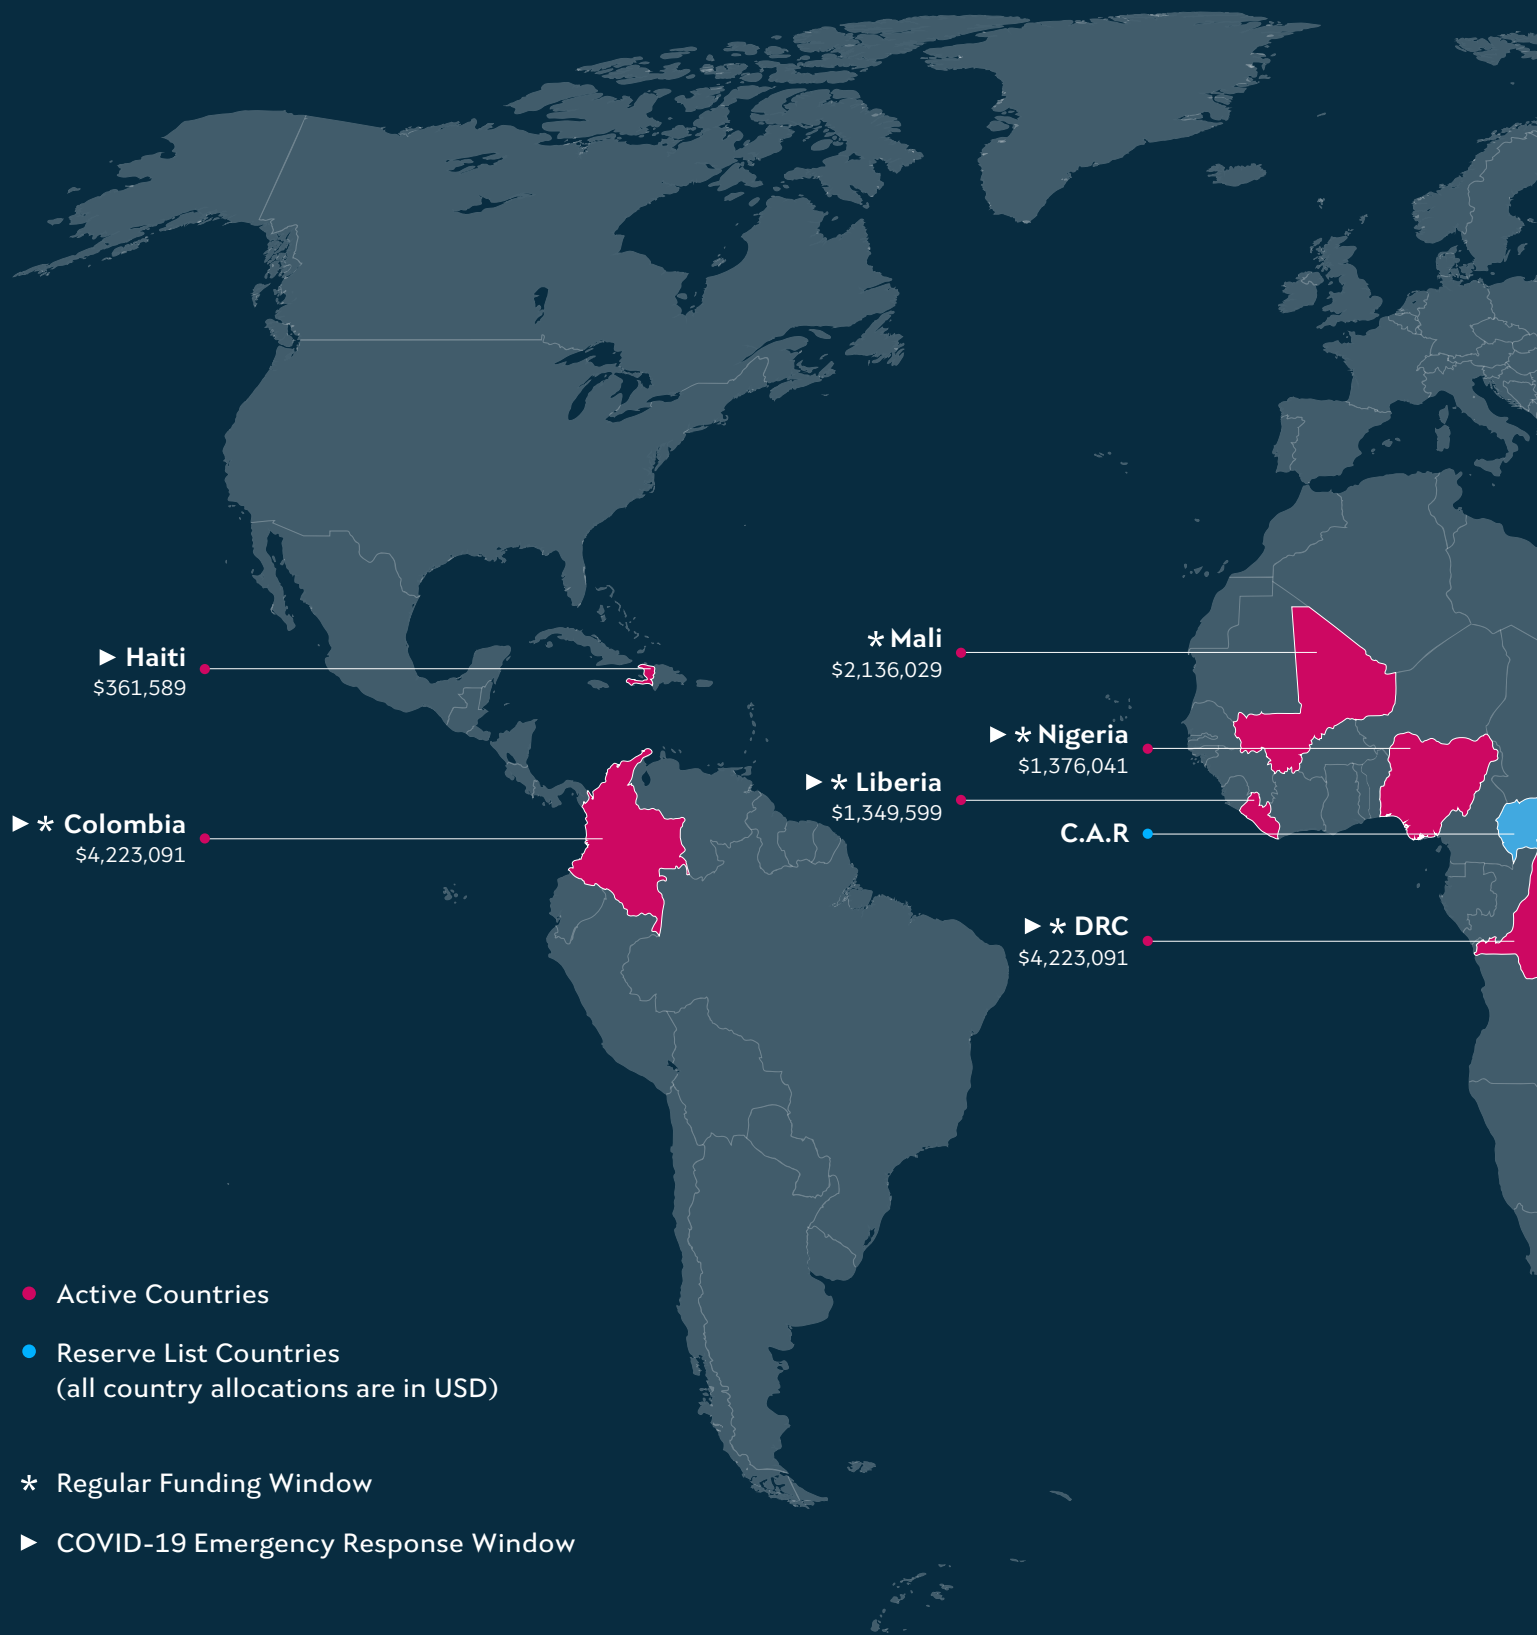 ► Haiti
$361,589
► * Colombia
$4,223,091
* Mali
$2,136,029
► * Nigeria
$1,376,041
► * Liberia
$1,349,599
C.A.R
► * DRC
$4,223,091
Active Countries
Reserve List Countries
(all country allocations are in USD)
* Regular Funding Window
► COVID-19 Emergency Response Window